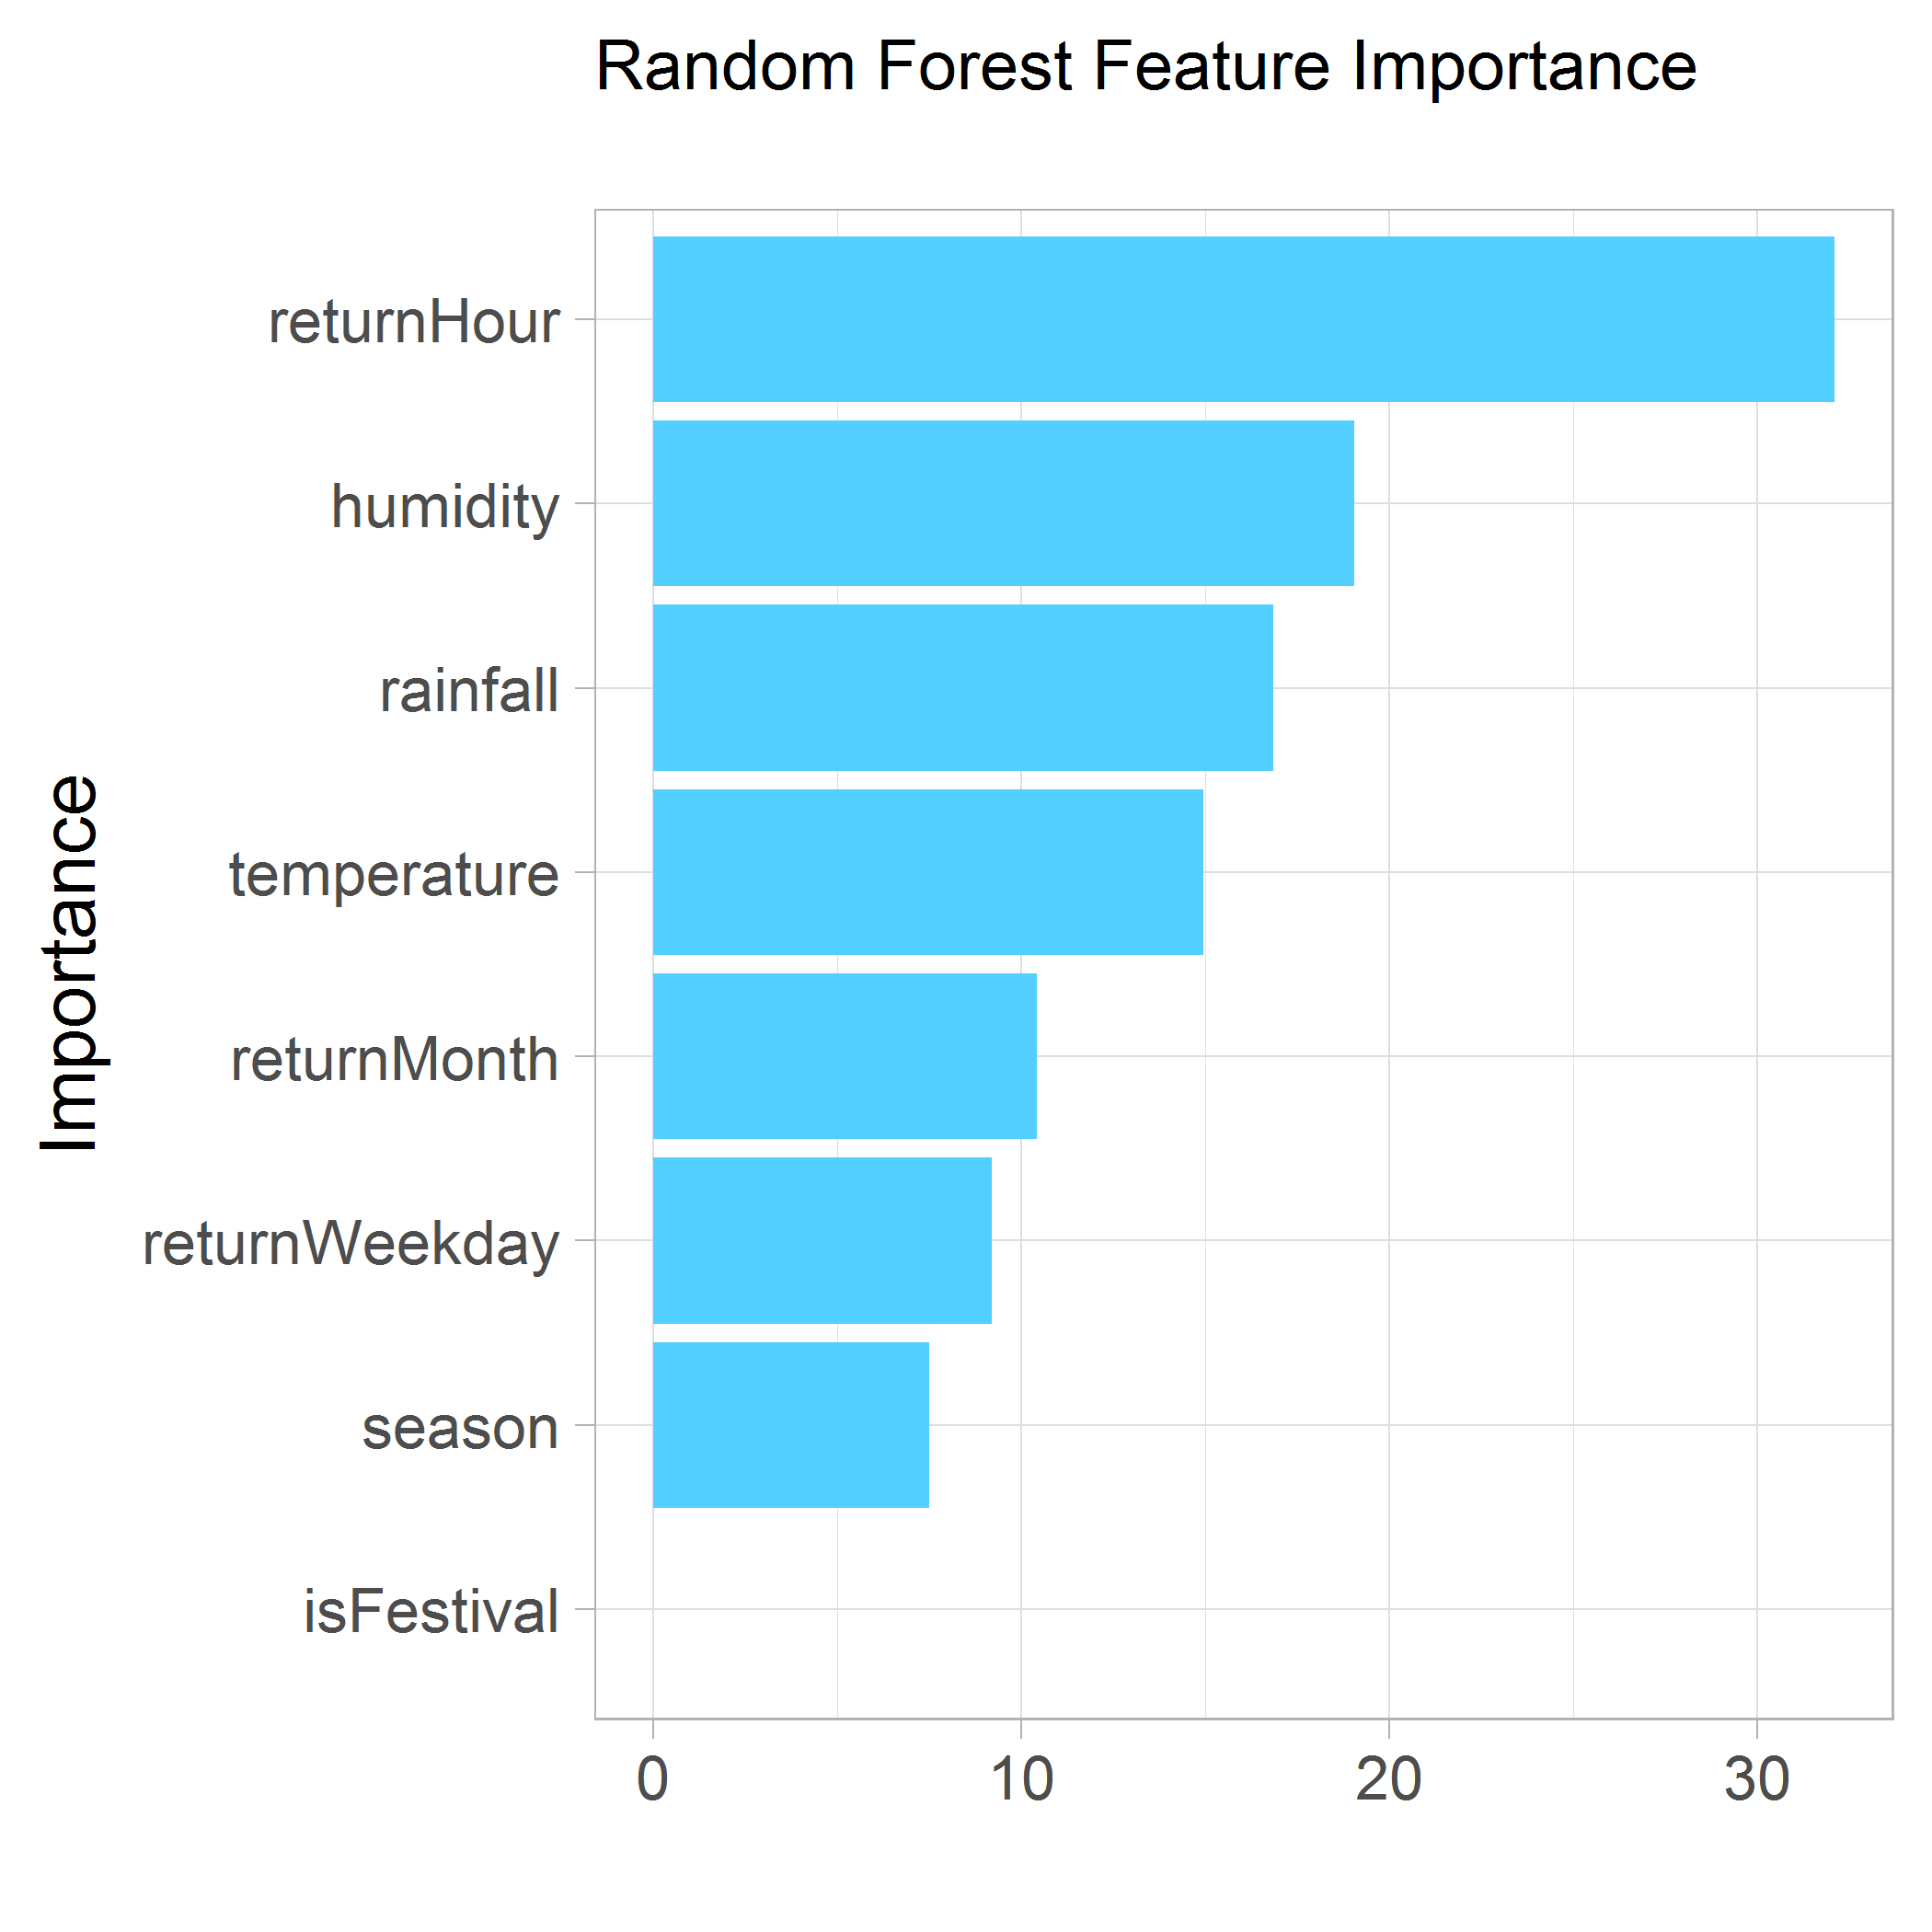 Random Forest Feature Importance
Importance
returnHour
humidity
rainfall
temperature
returnMonth
returnWeekday
season
isFestival
0 10 20 30